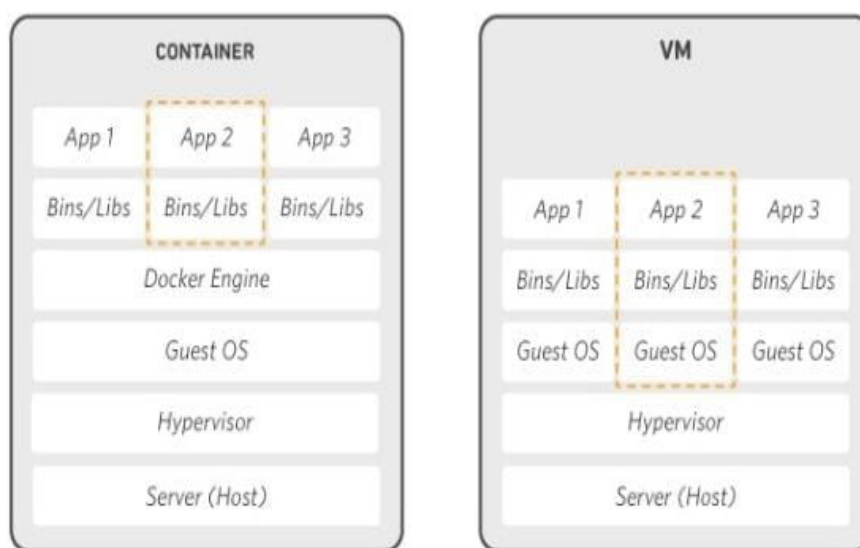 CONTAINER
App 1 App 2 App 3
Bins/Libs Bins/Libs Bins/Libs
Docker Engine
Guest OS
Hypervisor
Server (Host)
VM
App 1 App 2 App 3
Bins/Libs Bins/Libs Bins/Libs
Guest OS Guest OS Guest OS
Hypervisor
Server (Host)